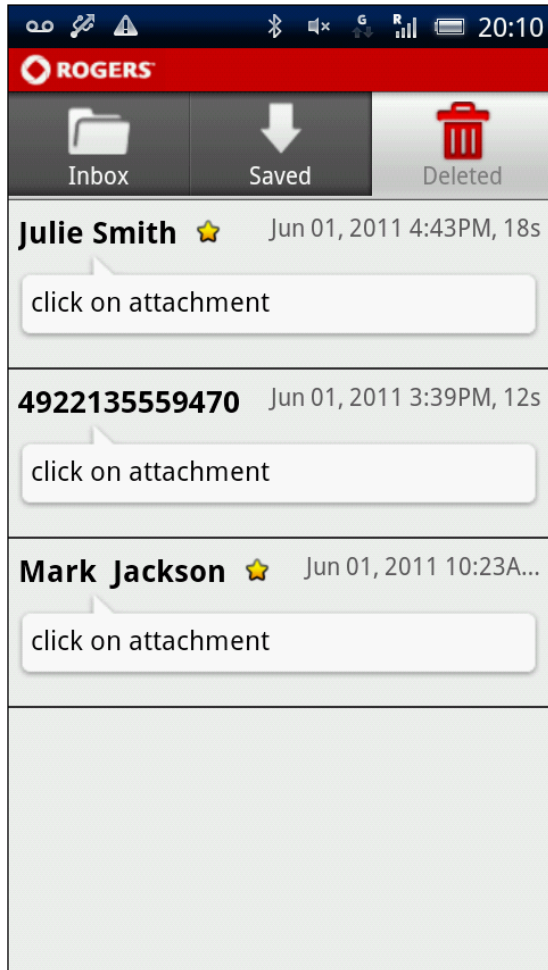 G R 20:10
ROGERS
Inbox Saved Deleted
Julie Smith Jun 01, 2011 4:43PM, 18s
click on attachment
4922135559470 Jun 01, 2011 3:39PM, 12s
click on attachment
Mark Jackson Jun 01, 2011 10:23A...
click on attachment